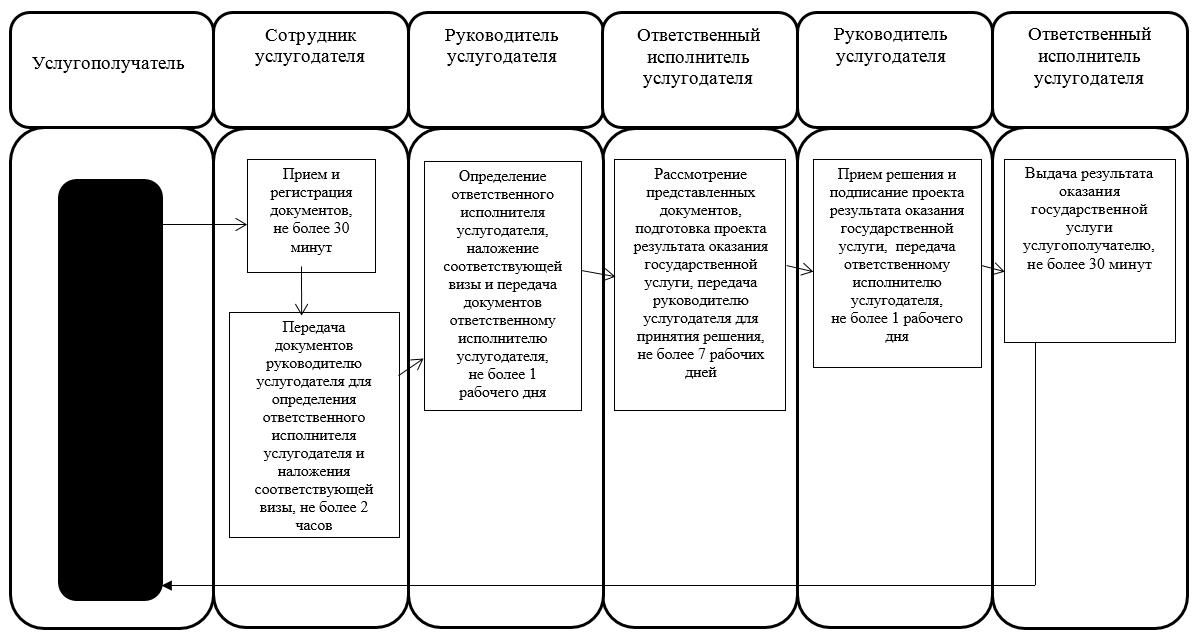 Услугополучатель
Сотрудник
услугодателя
Руководитель
услугодателя
Ответственный
исполнитель
услугодателя
Руководитель
услугодателя
Ответственный
исполнитель
услугодателя
Прием и
регистрация
документов,
не более 30
минут
Передача
документов
руководителю
услугодателя для
определения
ответственного
исполнителя
услугодателя и
наложения
соответствующей
визы, не более 2
часов
Определение
ответственного
исполнителя
услугодателя,
наложение
соответствующей
визы и передача
документов
ответственному
исполнителю
услугодателя,
не более 1
рабочего дня
Рассмотрение
представленных
документов,
подготовка проекта
результата оказания
государственной
услуги, передача
руководителю
услугодателя для
принятия решения,
не более 7 рабочих
дней
Прием решения и
подписание проекта
результата оказания
государственной
услуги, передача
ответственному
исполнителю
услугодателя,
не более 1 рабочего
дня
Выдача результата
оказания
государственной
услуги
услугополучателю,
не более 30 минут